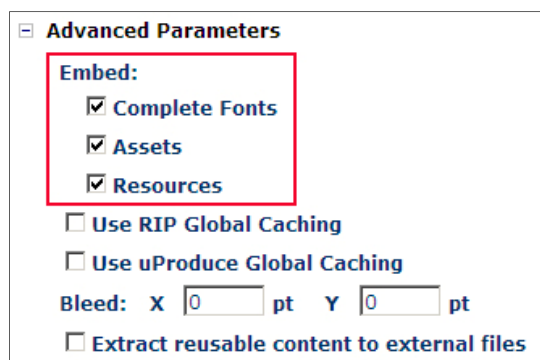 Advanced Parameters
Embed:
Complete Fonts
Assets
Resources
Use RIP Global Caching
Use uProduce Global Caching
Bleed: X 0 pt Y 0 pt
Extract reusable content to external files